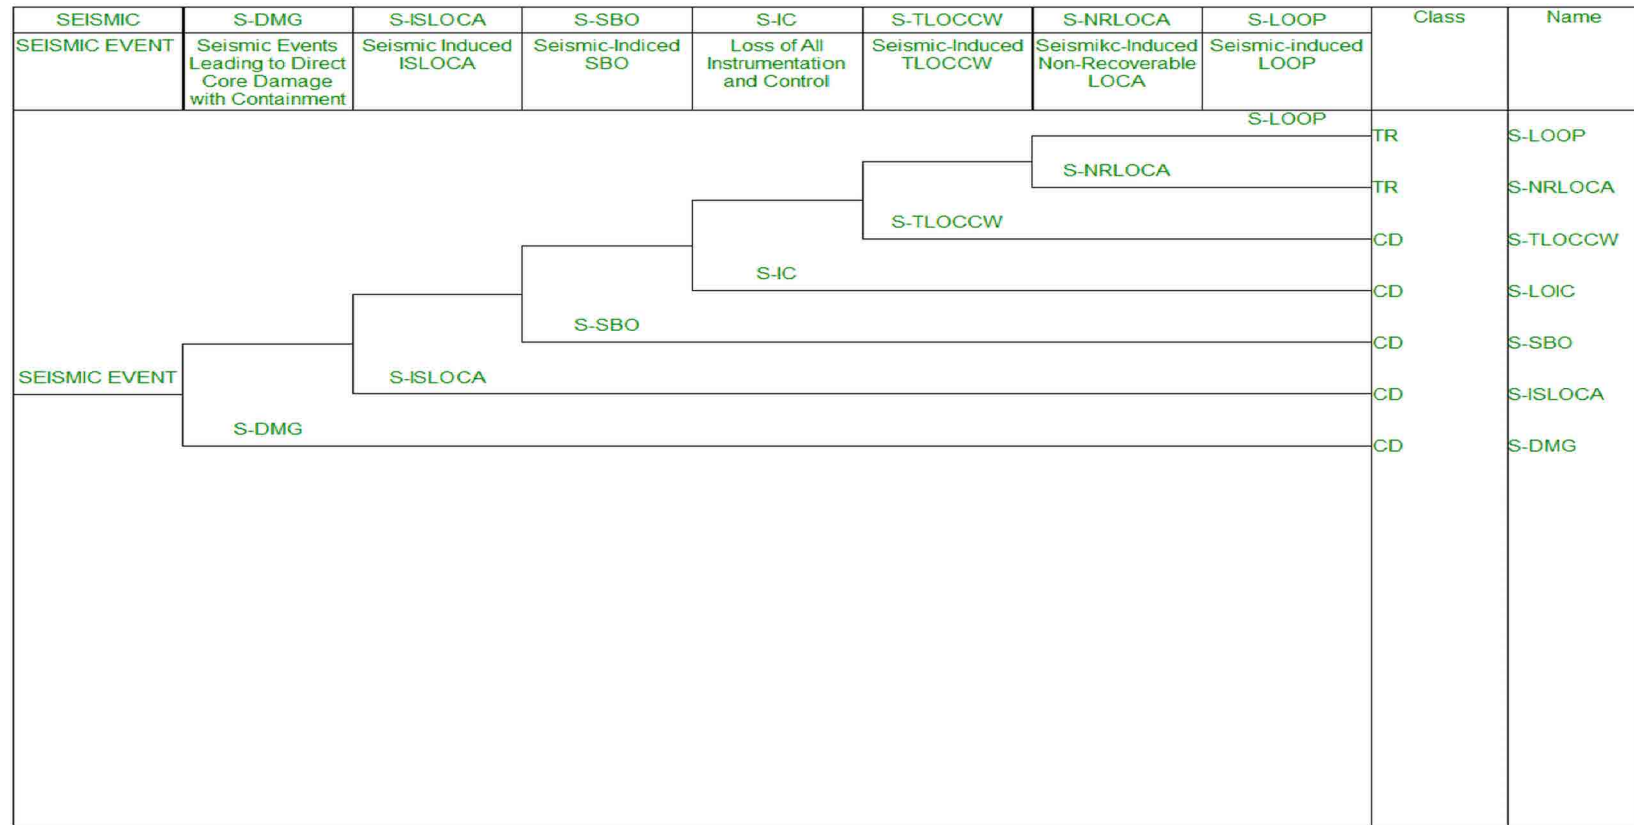 SEISMIC
S-DMG
S-ISLOCA
S-SBO
S-IC
S-TLOCCW
S-NRLOCA
S-LOOP
Class
Name
SEISMIC EVENT
Seismic Events
Leading to Direct
Core Damage
with Containment
Seismic Induced
ISLOCA
Seismic-Indiced
SBO
Loss of All
Instrumentation
and Control
Seismic-Induced
TLOCCW
Seismikc-Induced
Non-Recoverable
LOCA
Seismic-induced
LOOP
S-LOOP
TR
S-LOOP
S-NRLOCA
TR
S-NRLOCA
S-TLOCCW
CD
S-TLOCCW
S-IC
CD
S-LOIC
S-SBO
CD
S-SBO
SEISMIC EVENT
S-ISLOCA
CD
S-ISLOCA
S-DMG
CD
S-DMG